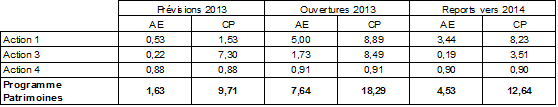 Prévisions 2013 Ouvertures 2013 Reports vers 2014
AE CP AE CP AE CP
Action 1 0,53 1,53 5,00 8,89 3,44 8,23
Action 3 0,22 7,30 1,73 8,49 0,19 3,51
Action 4 0,88 0,88 0,91 0,91 0,90 0,90
Programme
Patrimoines 1,63 9,71 7,64 18,29 4,53 12,64